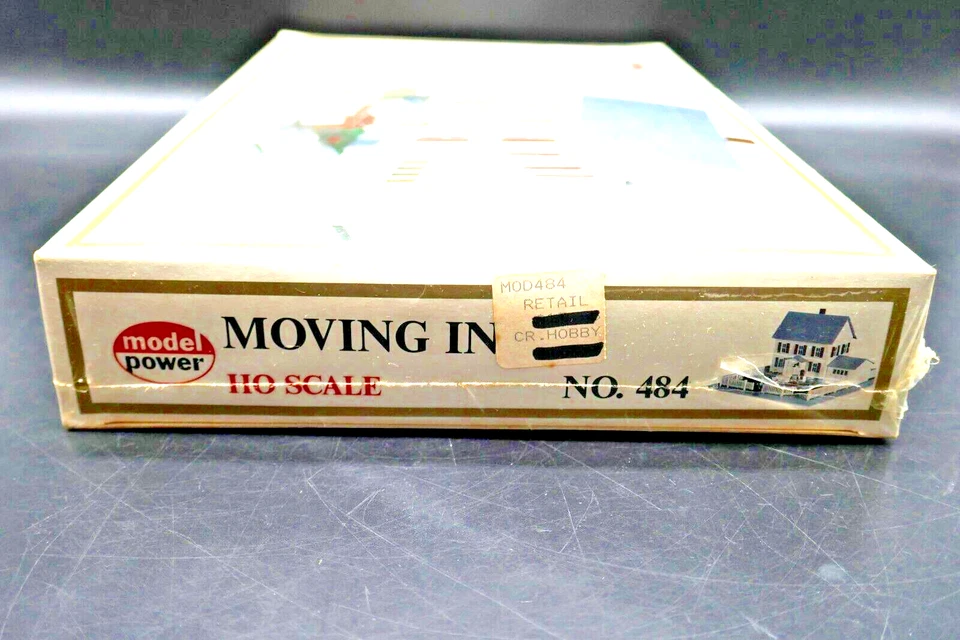 model
power
MOVING IN
HO SCALE
NO. 484
MOD484
RETAIL
CR.HOBBY